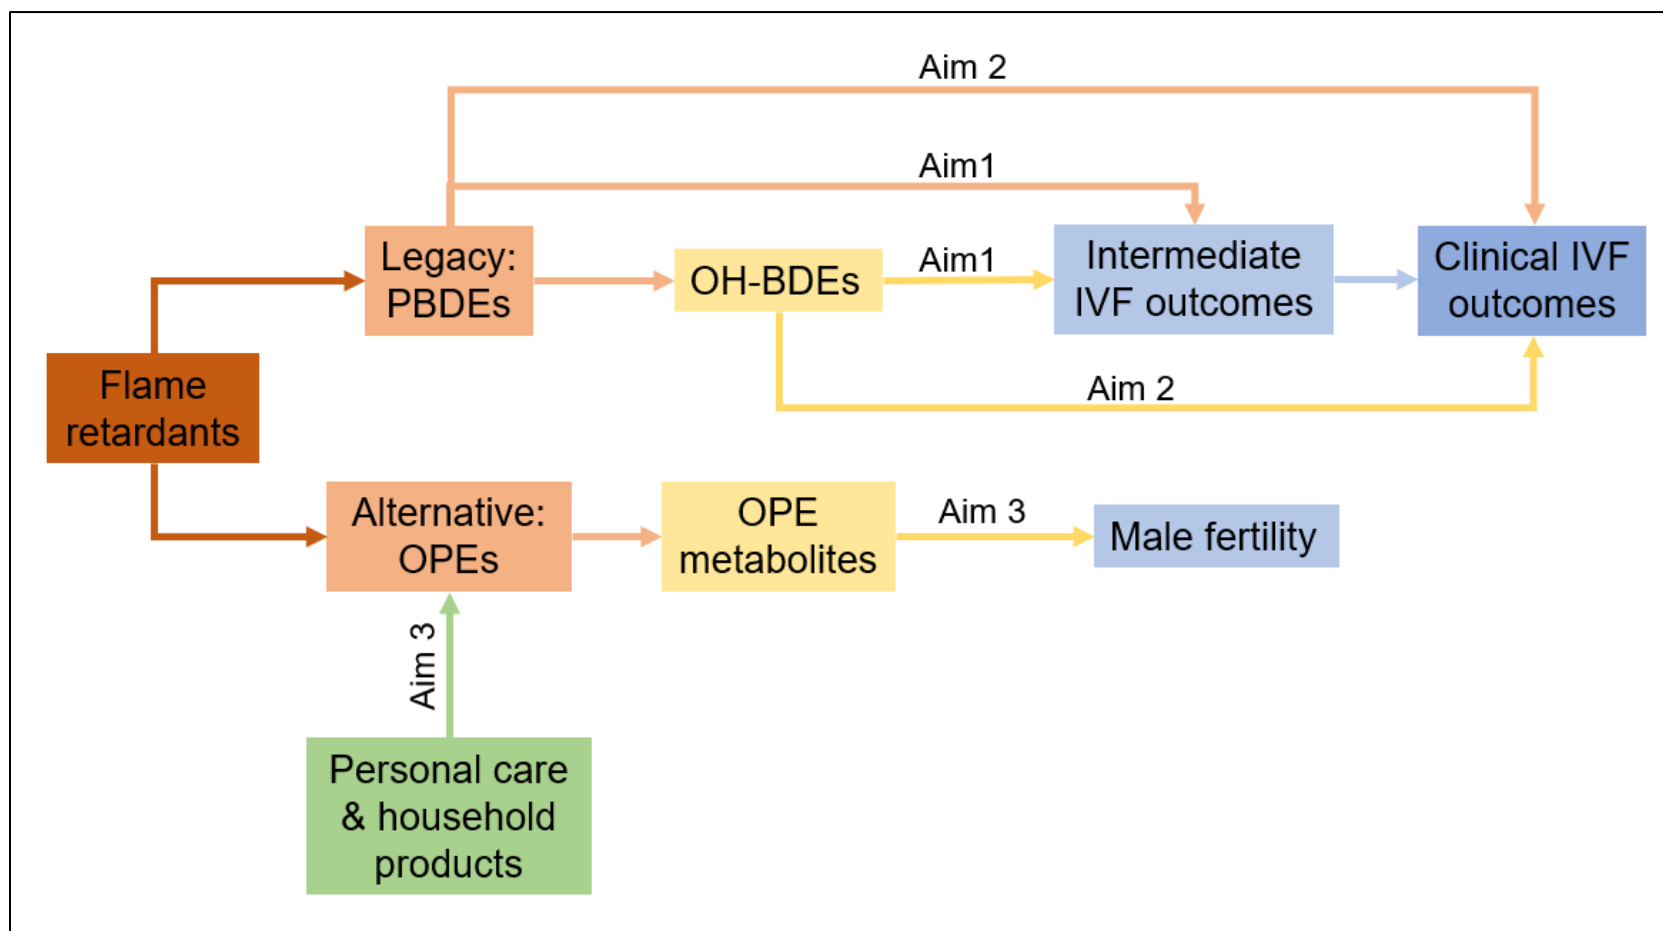 Aim 2
Aim1
Legacy:
PBDEs
OH-BDEs
Aim1
Intermediate
IVF outcomes
Clinical IVF
outcomes
Aim 2
Flame
retardants
Alternative:
OPEs
OPE
metabolites
Aim 3
Male fertility
Aim 3
Personal care
& household
products